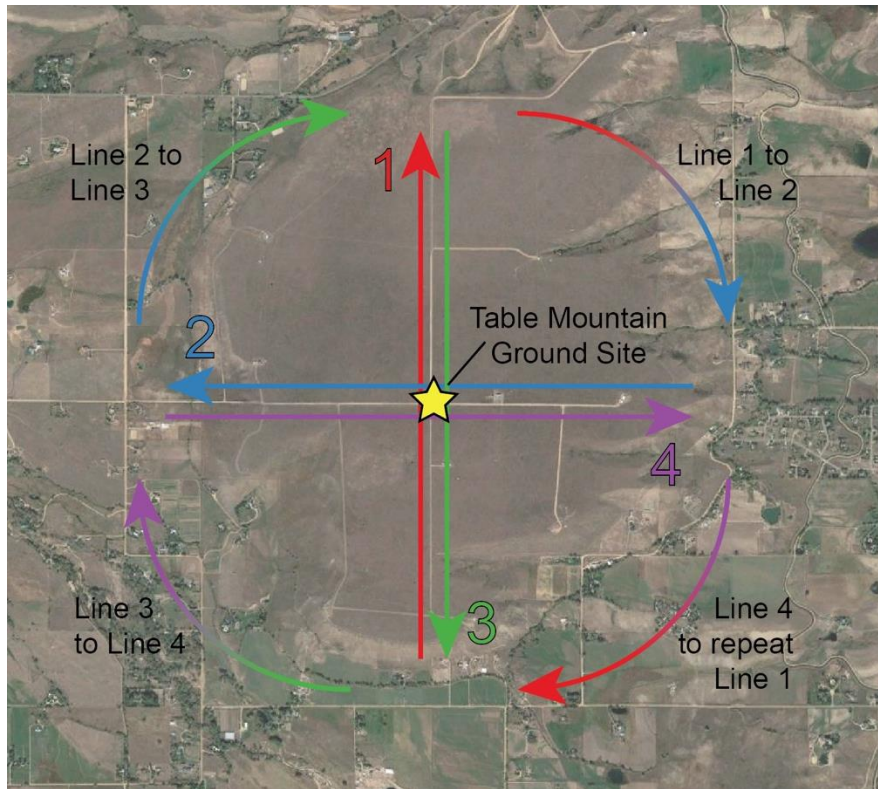 1
Line 2 to
Line 3
Line 1 to
Line 2
2
Table Mountain
Ground Site
4
Line 3
to Line 4
3
Line 4
to repeat
Line 1